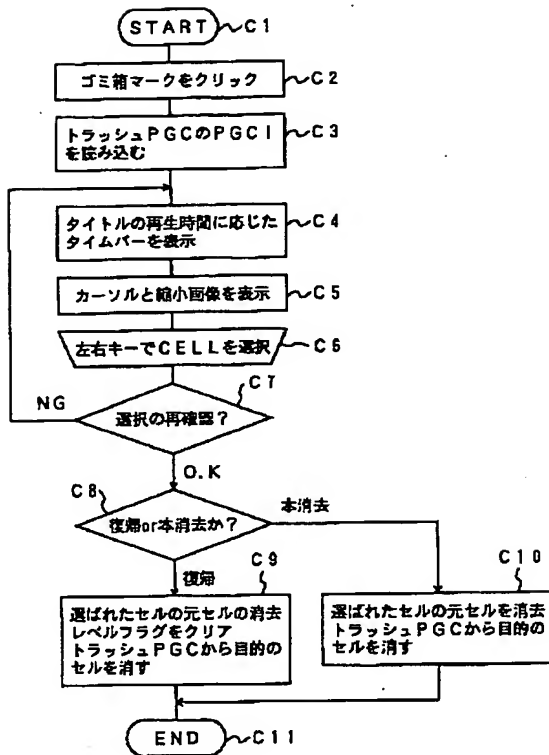 START C1
ゴミ箱マークをクリック C2
トラッシュPGCのPGCI
を読み込む
C3
タイトルの再生時間に応じた
タイムバーを表示
C4
カーソルと縮小画像を表示 C5
左右キーでCELLを選択 C6
C7
NG
選択の再確認?
O.K
C8
復帰or本消去か?
本消去
復帰
C9
選ばれたセルの元セルの消去
レベルフラグをクリア
トラッシュPGCから目的の
セルを消す
C10
選ばれたセルの元セルを消去
トラッシュPGCから目的の
セルを消す
END C11